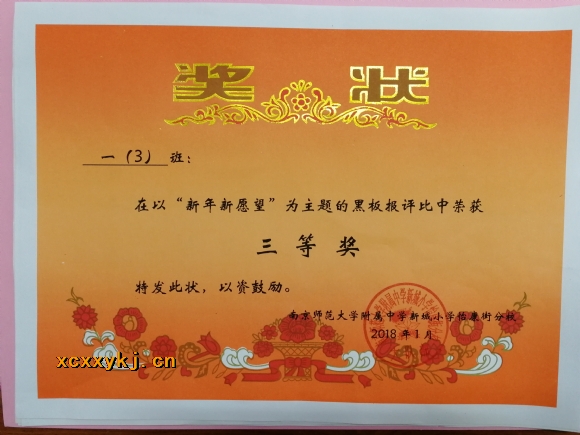 奖 状
一（3） 班：
在以“新年新愿望”为主题的黑板报评比中荣获
三 等 奖
特发此状，以资鼓励。
南京师范大学附属中学新城小学怡康街分校
2018年1月
xcxxykj.cn